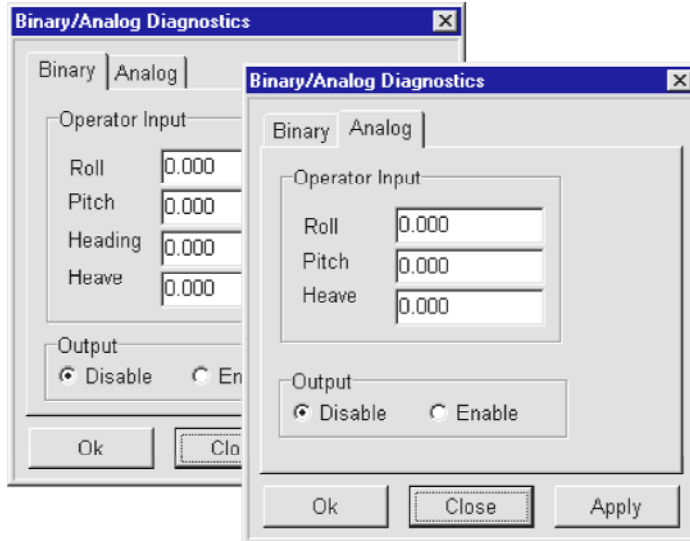 Binary/Analog Diagnostics
Binary Analog
Operator Input
Roll 0.000
Pitch 0.000
Heading 0.000
Heave 0.000
Output
Disable En
Ok Clo
Binary/Analog Diagnostics
Binary Analog
Operator Input
Roll 0.000
Pitch 0.000
Heave 0.000
Output
Disable Enable
Ok Close Apply